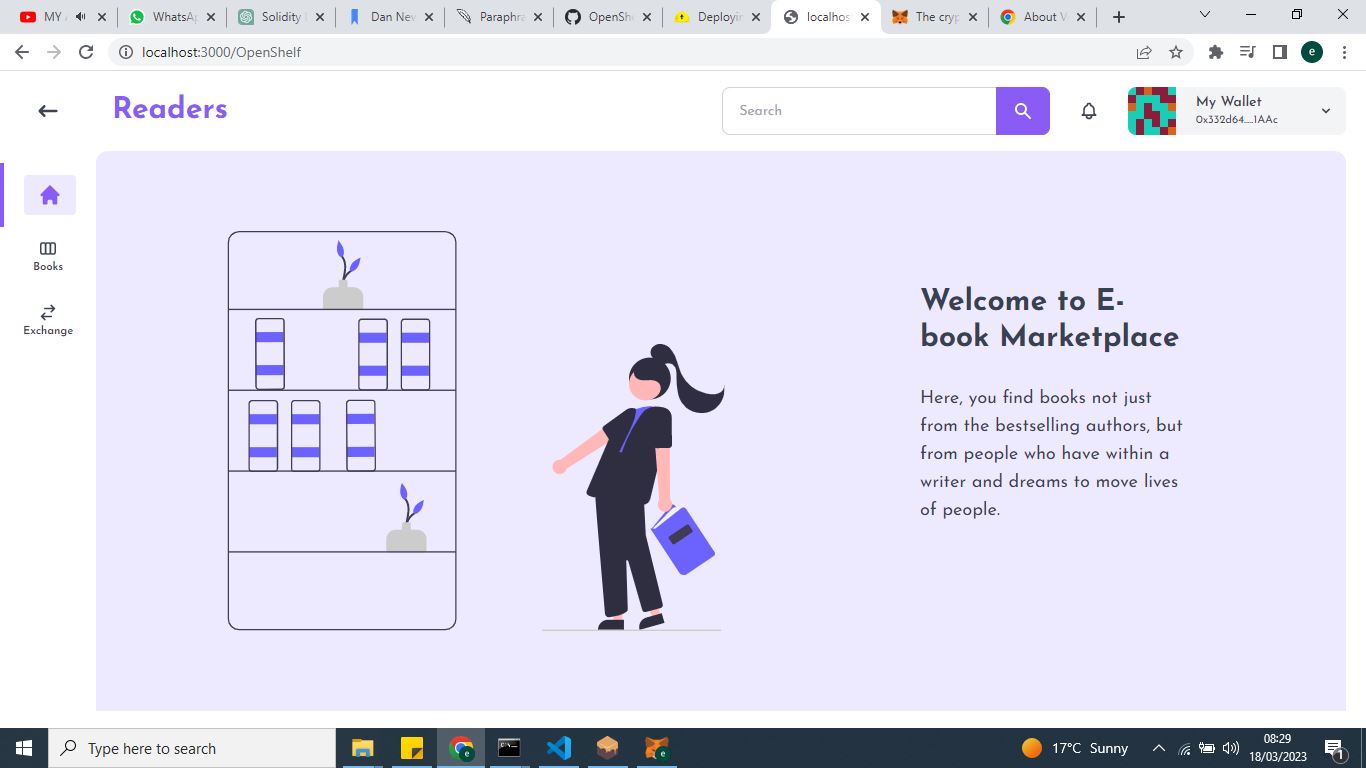 MY
WhatsAp
Solidity
Dan Nev
Paraphra
OpenShe
Deployin
localhos
The cryp
About V
localhost:3000/OpenShelf
e
Readers
Search
My Wallet
0x332d64.....1AAc
Books
Exchange
Welcome to E-
book Marketplace
Here, you find books not just
from the bestselling authors, but
from people who have within a
writer and dreams to move lives
of people.
Type here to search
17°C Sunny
08:29
18/03/2023
1